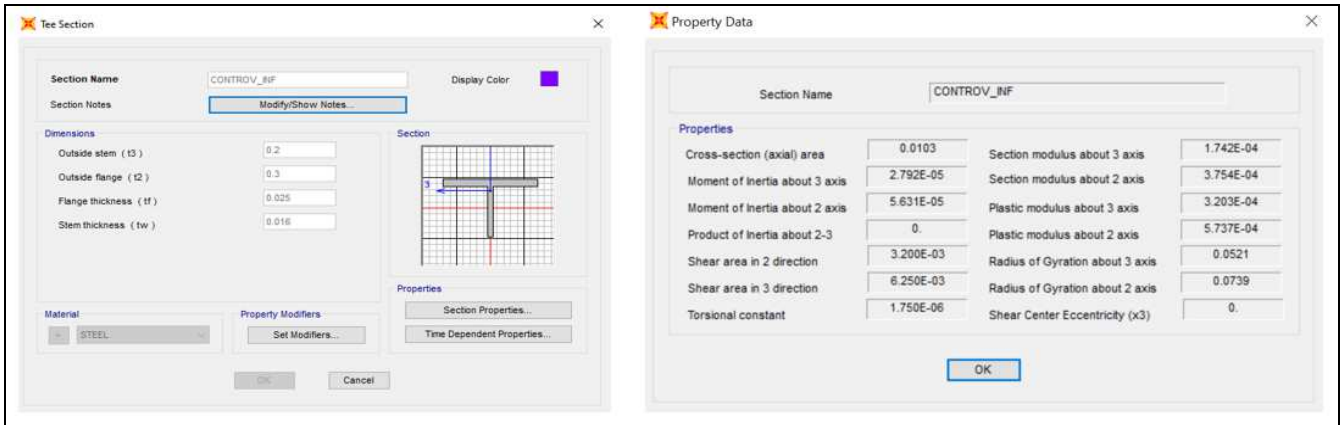 Tee Section
Section Name CONTROV_INF Display Color
Section Notes Modify/Show Notes...
Dimensions
Outside stem ( t3 ) 0.2
Outside flange ( t2 ) 0.3
Flange thickness ( tf ) 0.025
Stem thickness ( tw ) 0.016
Section
3
Properties
Section Properties...
Time Dependent Properties...
Material
+ STEEL
Property Modifiers
Set Modifiers...
OK Cancel
Property Data
Section Name CONTROV_INF
Properties
Cross-section (axial) area 0.0103 Section modulus about 3 axis 1.742E-04
Moment of Inertia about 3 axis 2.792E-05 Section modulus about 2 axis 3.754E-04
Moment of Inertia about 2 axis 5.631E-05 Plastic modulus about 3 axis 3.203E-04
Product of Inertia about 2-3 0. Plastic modulus about 2 axis 5.737E-04
Shear area in 2 direction 3.200E-03 Radius of Gyration about 3 axis 0.0521
Shear area in 3 direction 6.250E-03 Radius of Gyration about 2 axis 0.0739
Torsional constant 1.750E-06 Shear Center Eccentricity (x3) 0.
OK